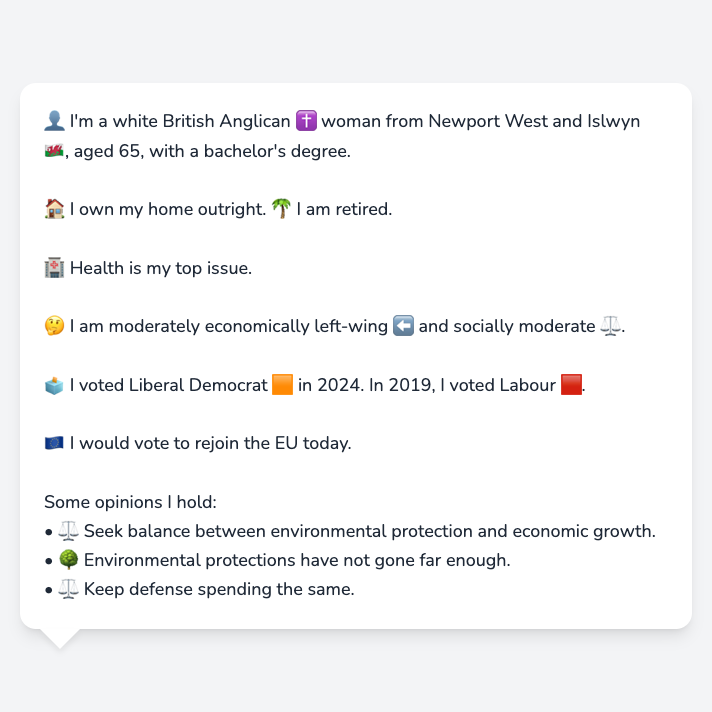 👤 I'm a white British Anglican ✝️ woman from Newport West and Islwyn
🏴󠁧󠁢󠁷󠁬󠁳󠁿, aged 65, with a bachelor's degree.
🏠 I own my home outright. 🌴 I am retired.
🏥 Health is my top issue.
🤔 I am moderately economically left-wing ⬅️ and socially moderate ⚖️.
🗳️ I voted Liberal Democrat 🟧 in 2024. In 2019, I voted Labour 🟥.
🇪🇺 I would vote to rejoin the EU today.
Some opinions I hold:
• ⚖️ Seek balance between environmental protection and economic growth.
• 🌳 Environmental protections have not gone far enough.
• ⚖️ Keep defense spending the same.